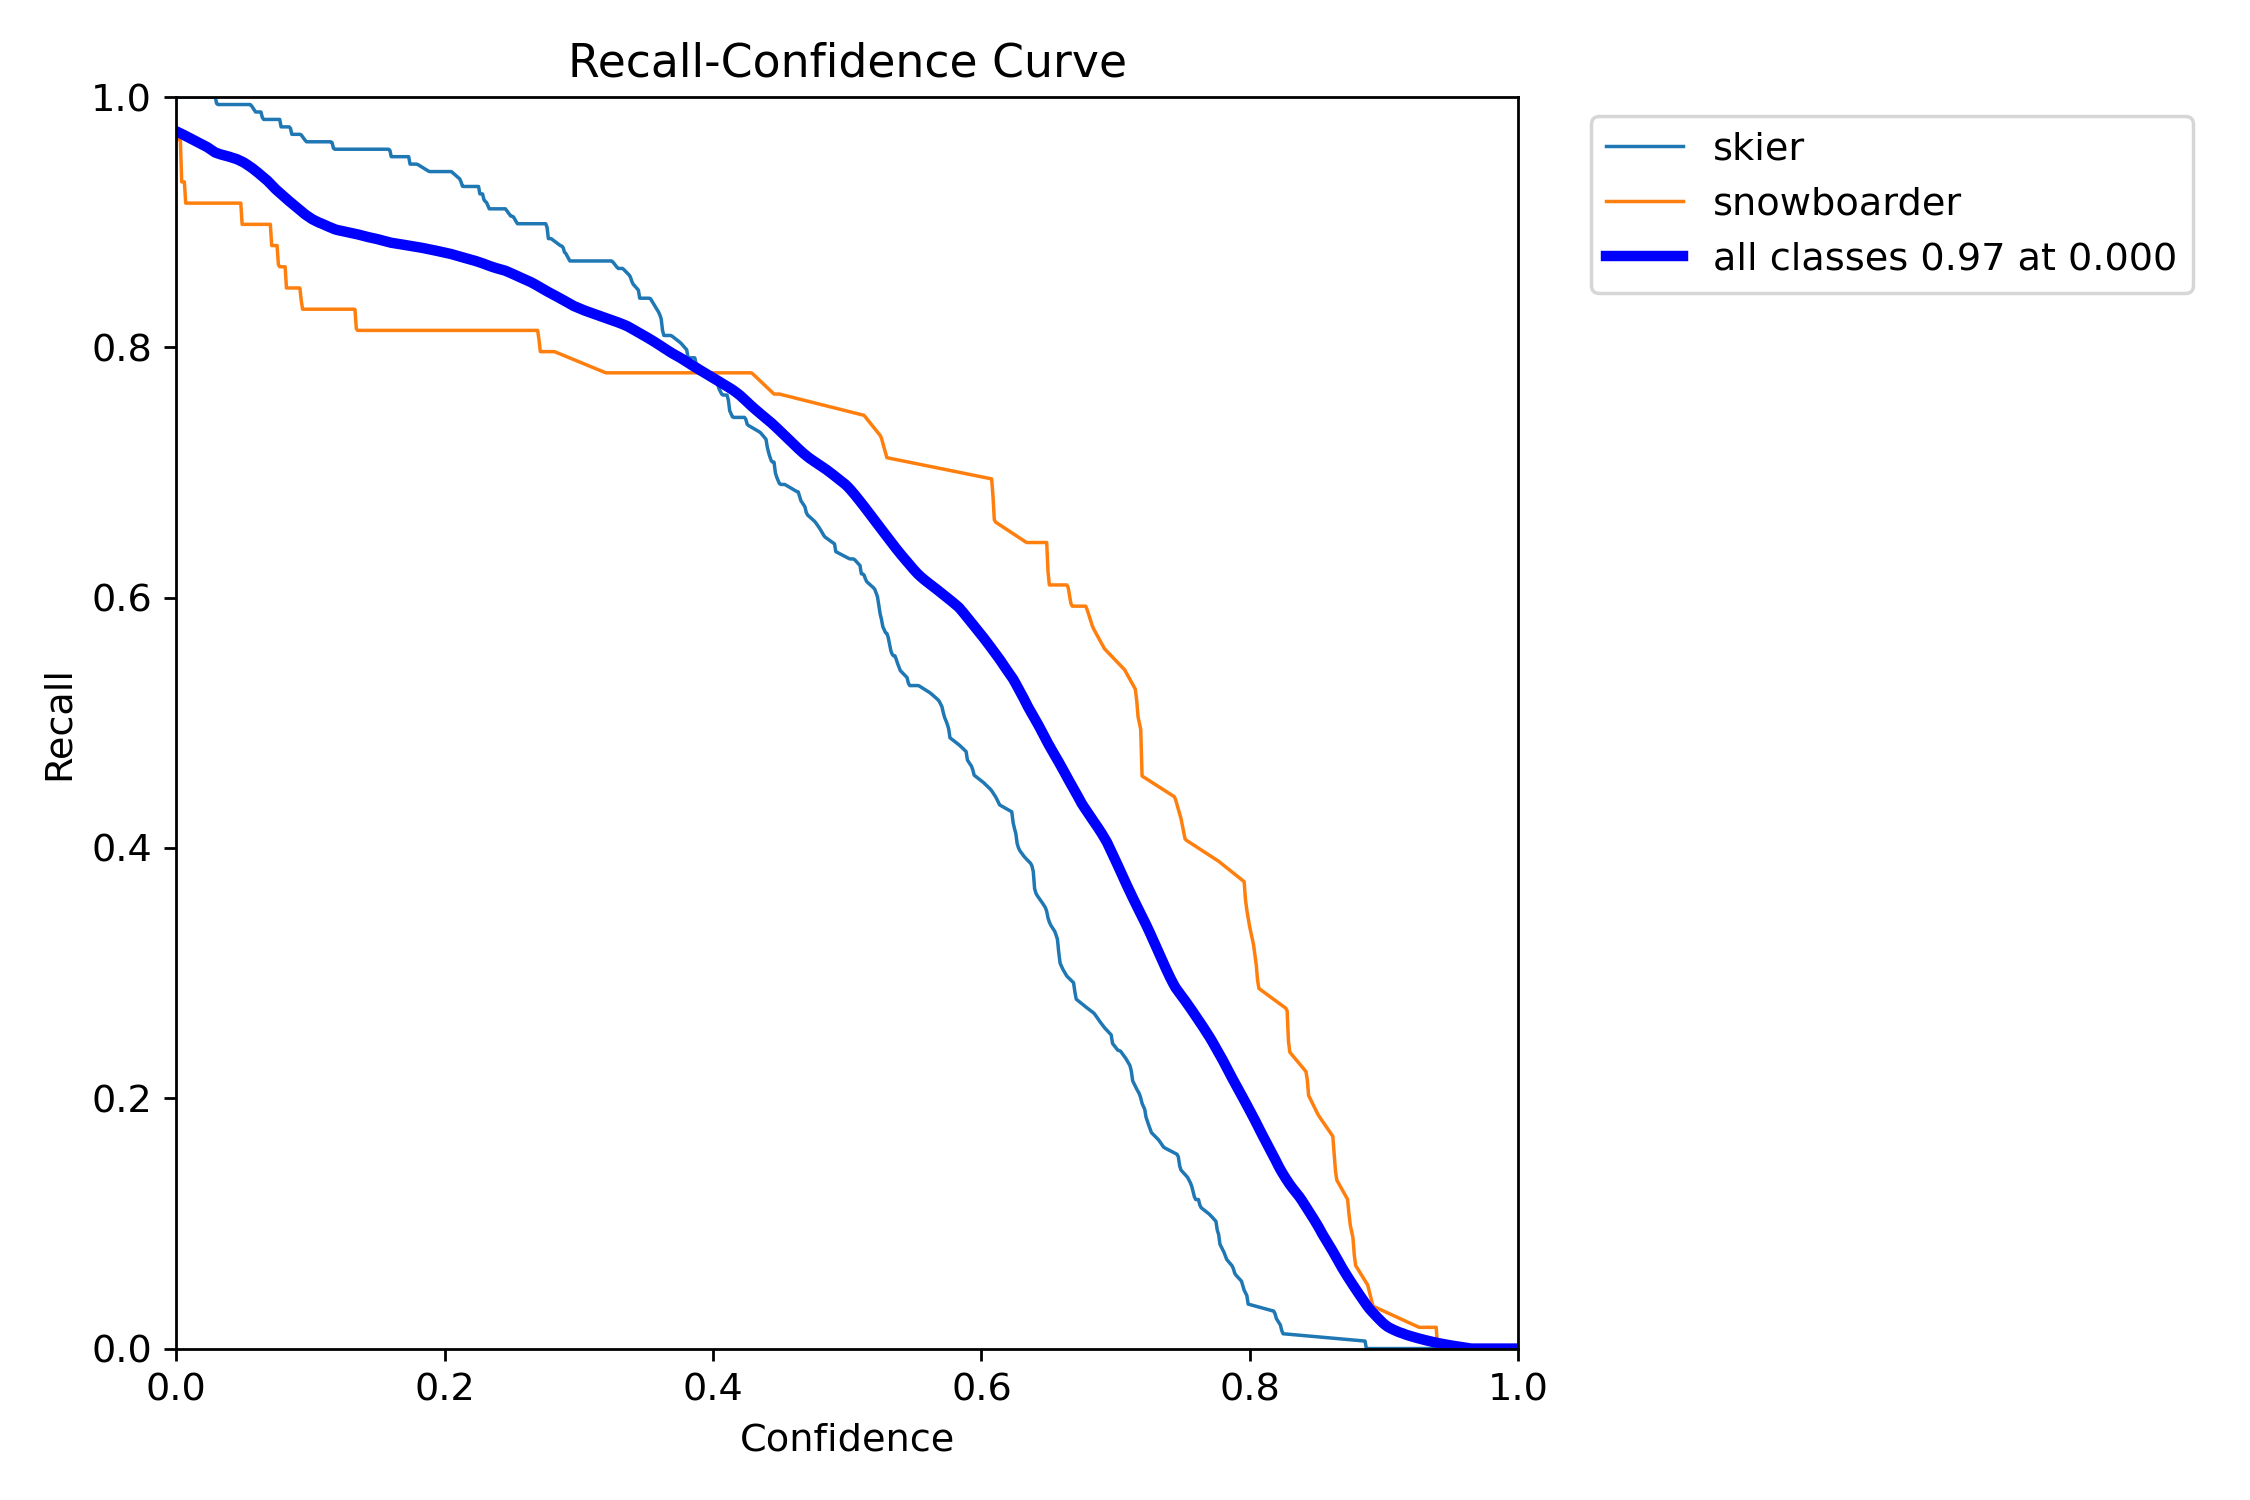 Recall-Confidence Curve
1.0
0.8
0.6
0.4
0.2
0.0
Recall
0.0 0.2 0.4 0.6 0.8 1.0
Confidence
skier
snowboarder
all classes 0.97 at 0.000